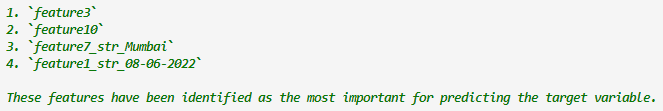 1. `feature3`
2. `feature10`
3. `feature7_str_Mumbai`
4. `feature1_str_08-06-2022`
These features have been identified as the most important for predicting the target variable.